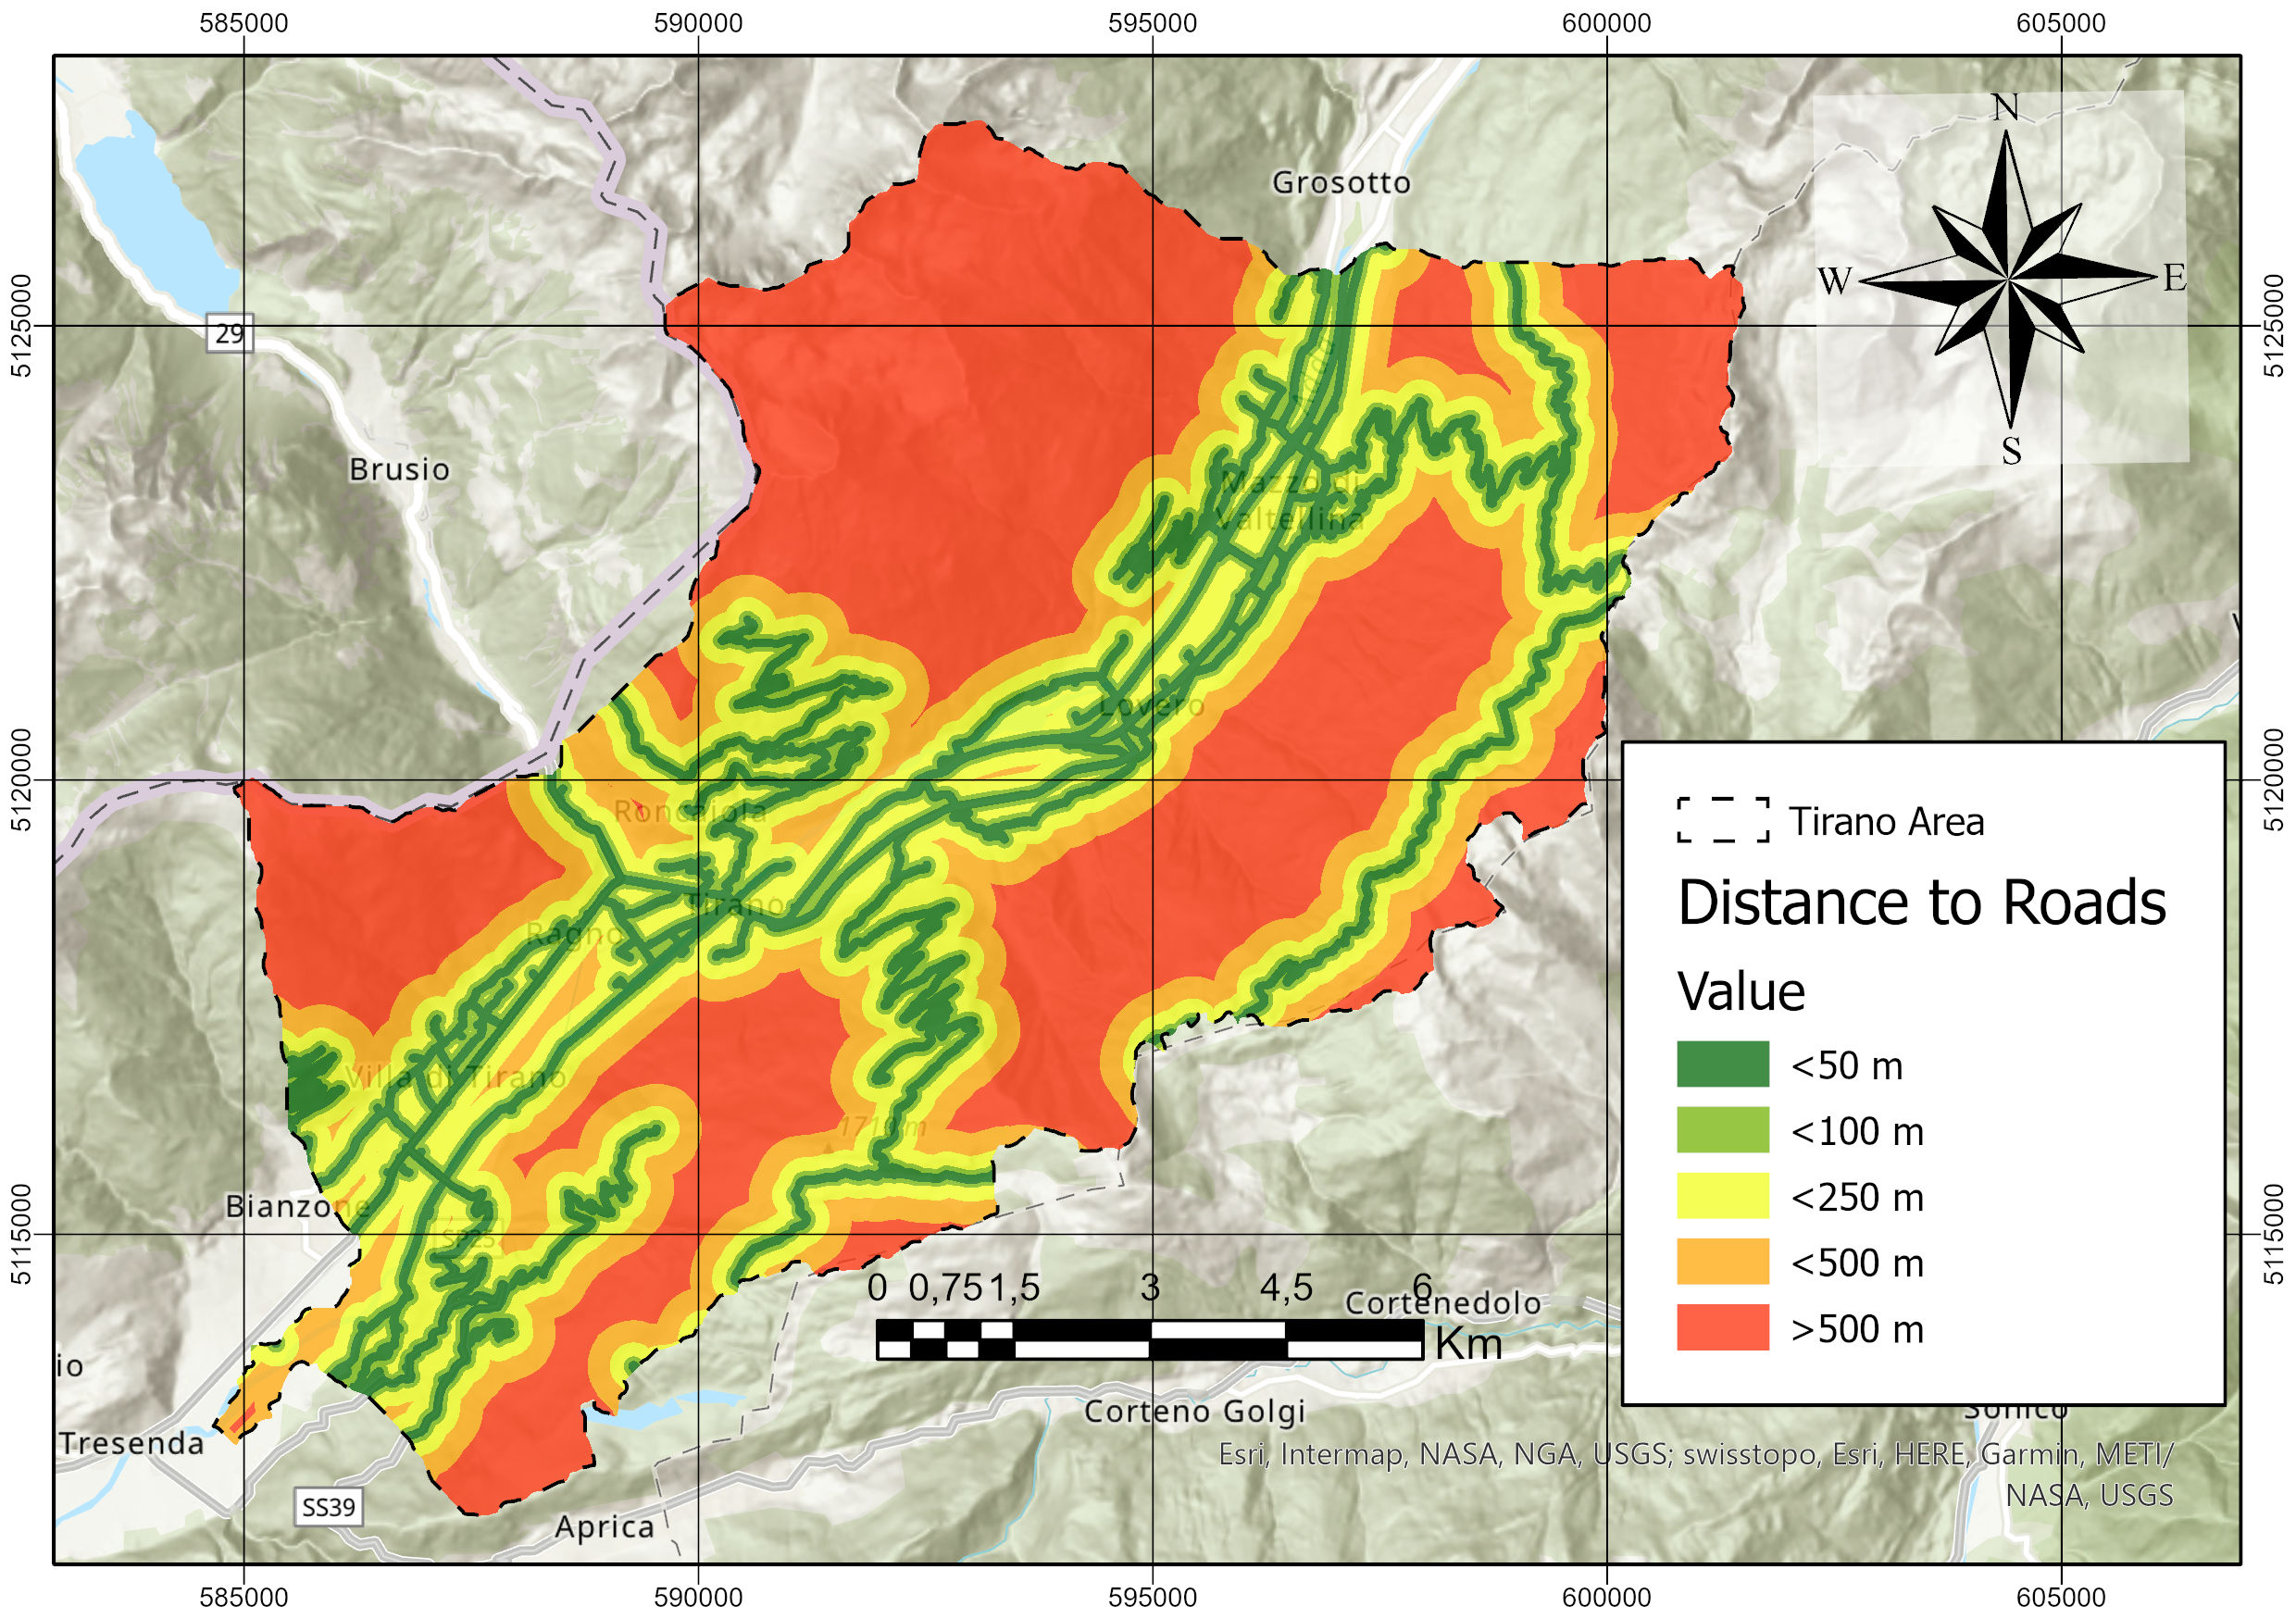 585000 590000 595000 600000 605000
N
Grosotto
W E
5125000 5125000
29
S
Brusio
Mazzo di
Valtellina
Lovero
5120000 5120000
Roncaiola
Tirano Area
Distance to Roads
Tirano
Ragno
Value
<50 m
Villa di Tirano
<100 m
1710 m
<250 m
Bianzone
5115000 5115000
SP25
<500 m
0 0,75 1,5 3 4,5 6
Cortenedolo
>500 m
Km
io
Corteno Golgi
Sonico
Tresenda
Esri, Intermap, NASA, NGA, USGS; swisstopo, Esri, HERE, Garmin, METI/
NASA, USGS
SS39
Aprica
585000 590000 595000 600000 605000